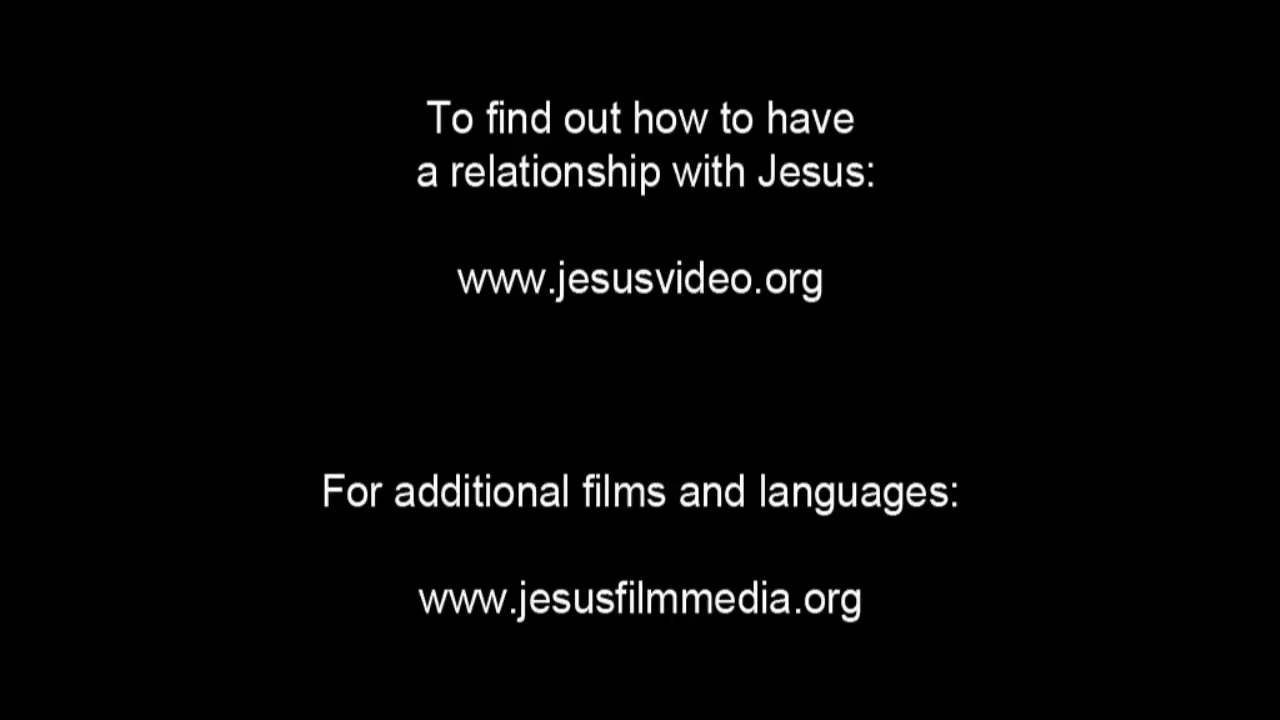 To find out how to have
a relationship with Jesus:
www.jesusvideo.org
For additional films and languages:
www.jesusfilmmedia.org